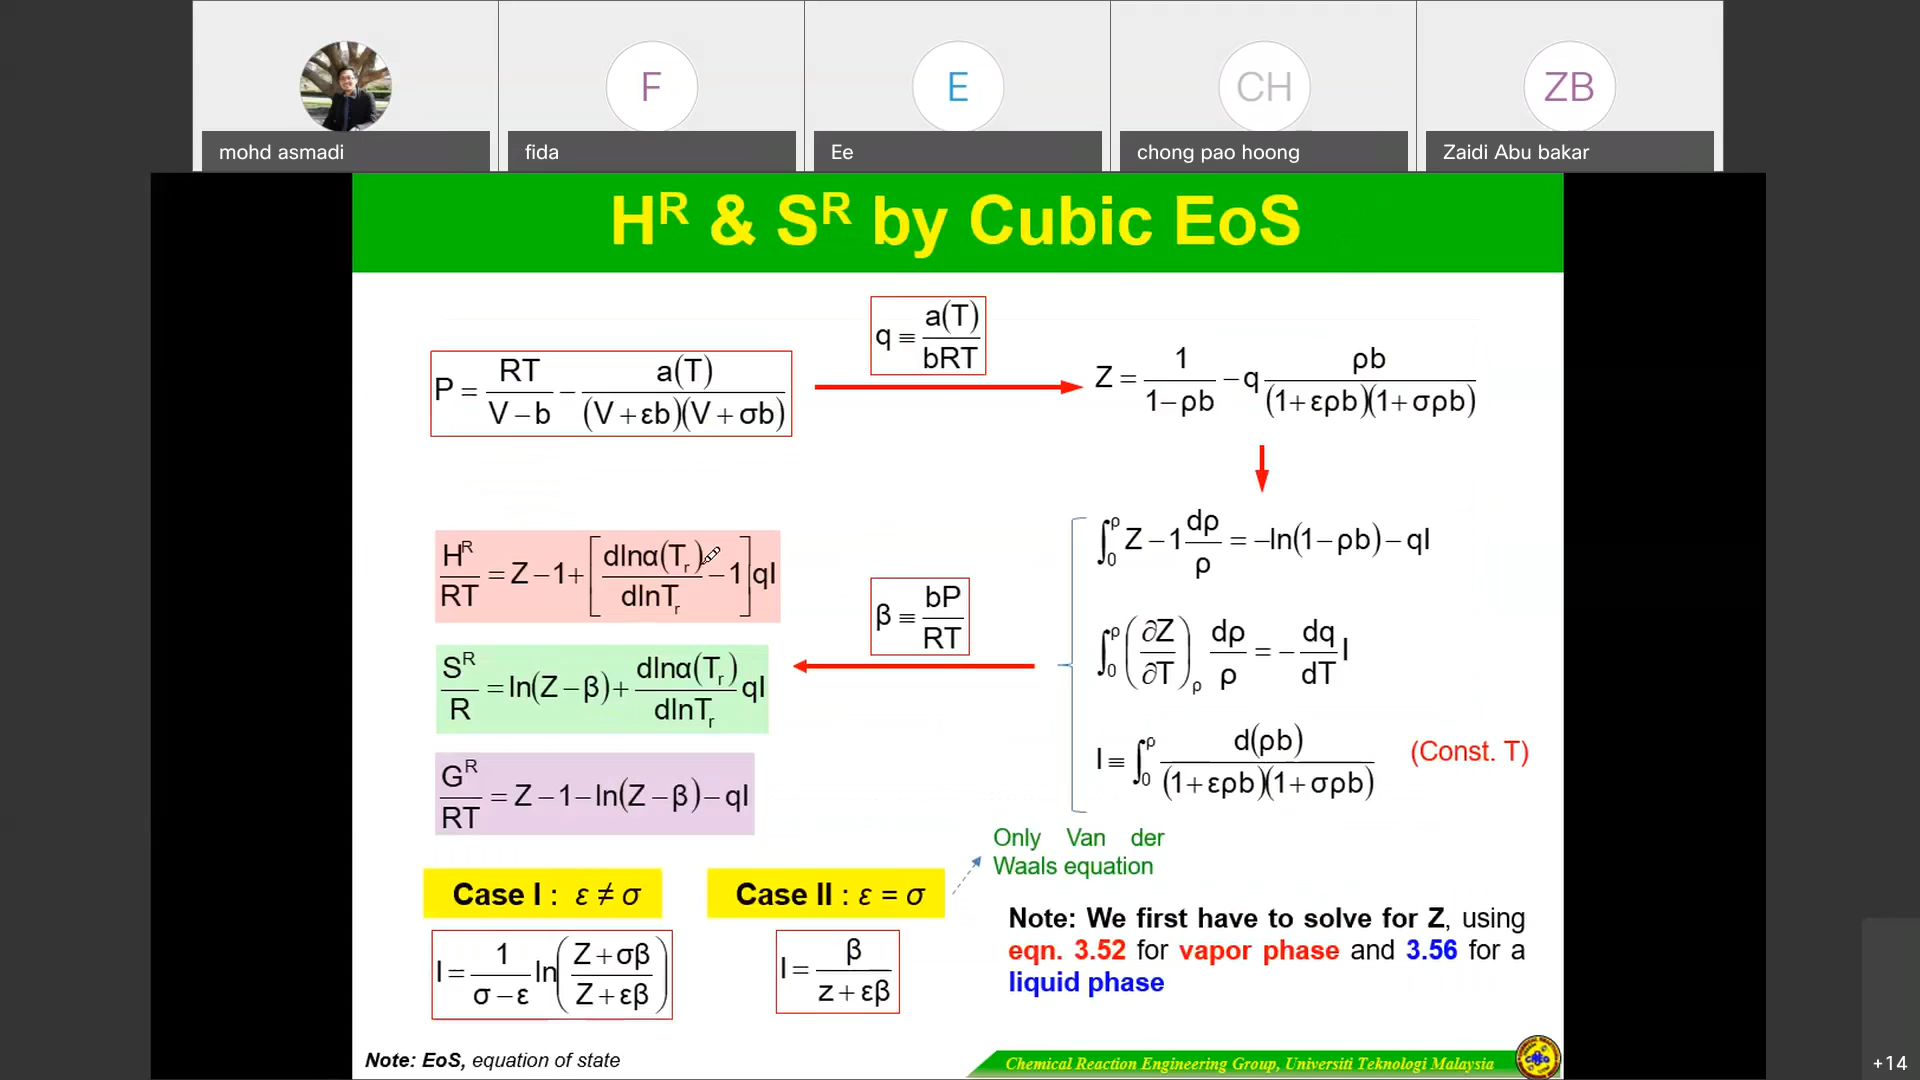 F
E
CH
ZB
mohd asmadi
fida
Ee
chong pao hoong
Zaidi Abu bakar
H^R & S^R by Cubic EoS
P = RT/(V − b) − a(T)/((V + εb)(V + σb))
q ≡ a(T)/bRT
Z = 1/(1 − ρb) − q ρb/((1 + ερb)(1 + σρb))
∫₀^ρ Z − 1 dρ/ρ = −ln(1 − ρb) − qI
H^R/RT = Z − 1 + [dlnα(T_r)/dlnT_r − 1] qI
β ≡ bP/RT
∫₀^ρ (∂Z/∂T)_ρ dρ/ρ = − dq/dT I
S^R/R = ln(Z − β) + dlnα(T_r)/dlnT_r qI
I ≡ ∫₀^ρ d(ρb)/((1 + ερb)(1 + σρb)) (Const. T)
G^R/RT = Z − 1 − ln(Z − β) − qI
Only Van der
Waals equation
Case I : ε ≠ σ
Case II : ε = σ
I = 1/(σ − ε) ln((Z + σβ)/(Z + εβ))
I = β/(z + εβ)
Note: We first have to solve for Z, using
eqn. 3.52 for vapor phase and 3.56 for a
liquid phase
Note: EoS, equation of state
Chemical Reaction Engineering Group, Universiti Teknologi Malaysia
+14